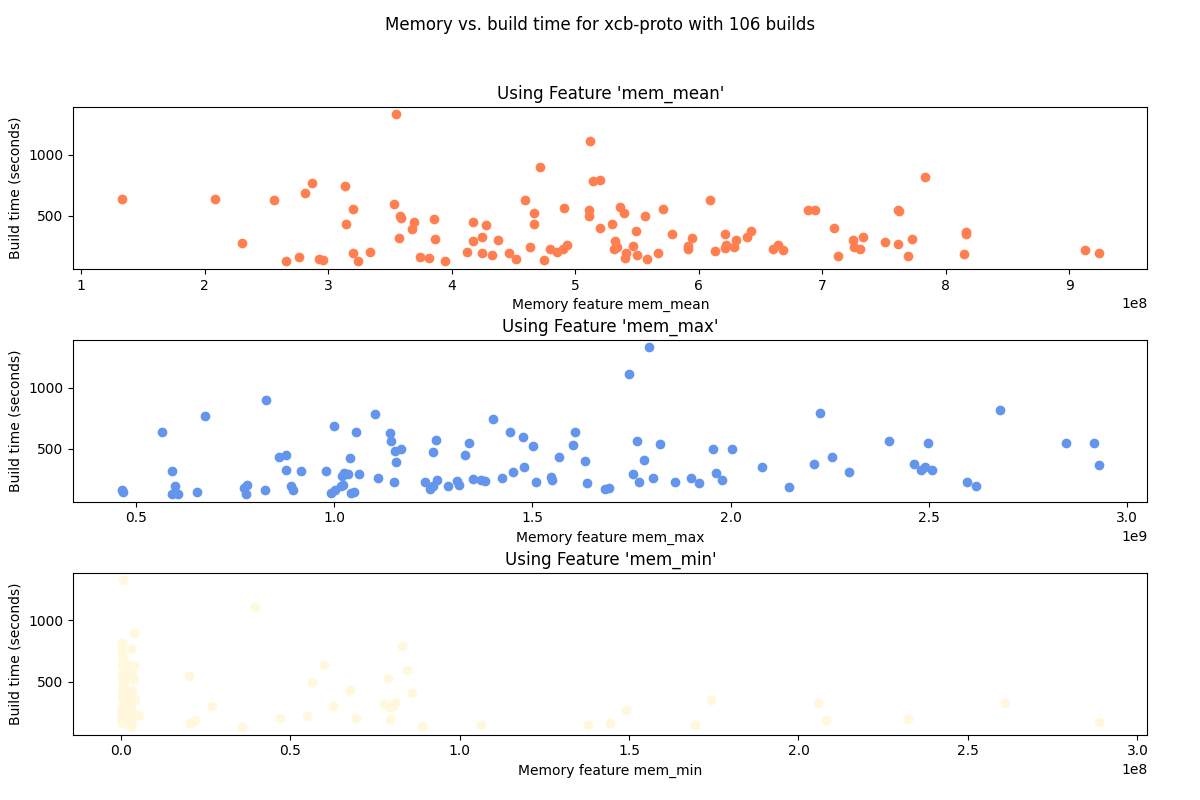 Memory vs. build time for xcb-proto with 106 builds
Using Feature 'mem_mean'
Build time (seconds)
1000
500
1 2 3 4 5 6 7 8 9
1e8
Memory feature mem_mean
Using Feature 'mem_max'
Build time (seconds)
1000
500
0.5 1.0 1.5 2.0 2.5 3.0
1e9
Memory feature mem_max
Using Feature 'mem_min'
Build time (seconds)
1000
500
0.0 0.5 1.0 1.5 2.0 2.5 3.0
1e8
Memory feature mem_min